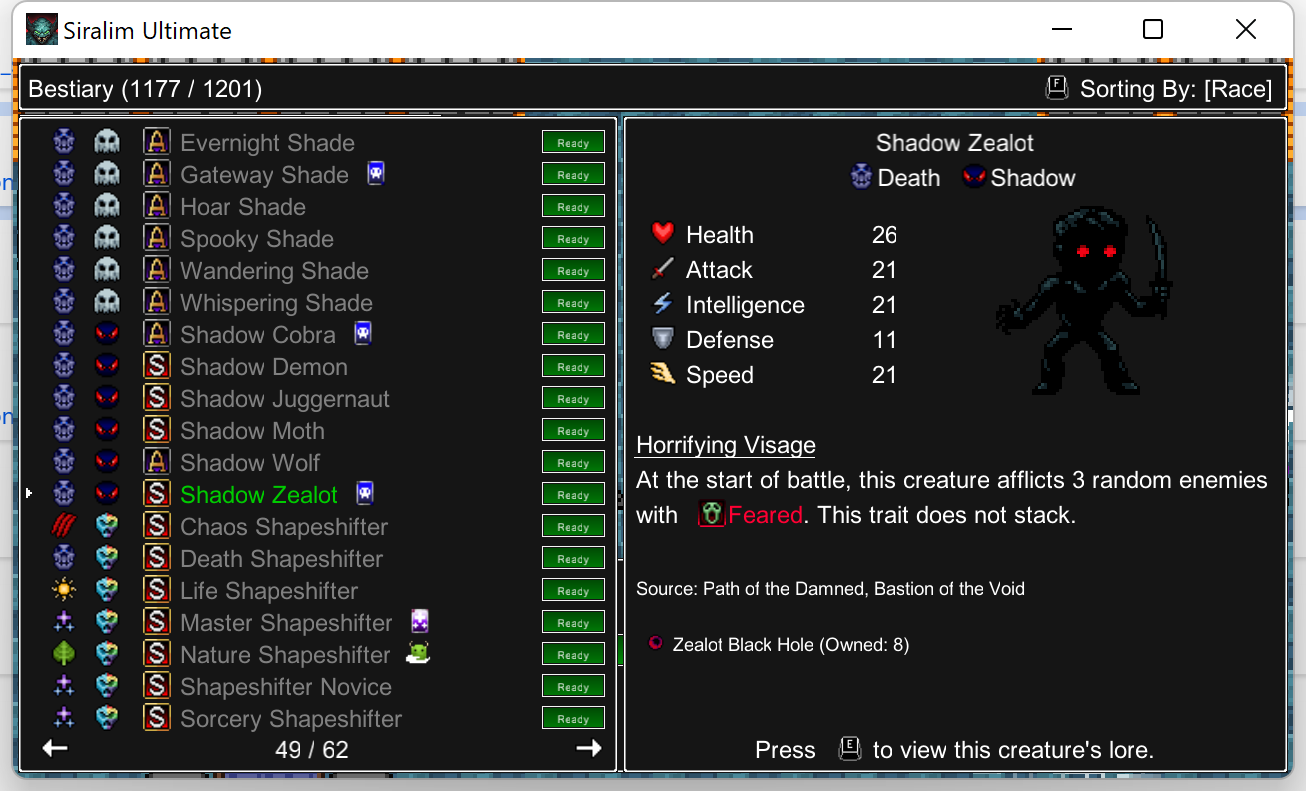 Siralim Ultimate
Bestiary (1177 / 1201)
F Sorting By: [Race]
A Evernight Shade Ready
A Gateway Shade Ready
A Hoar Shade Ready
A Spooky Shade Ready
A Wandering Shade Ready
A Whispering Shade Ready
A Shadow Cobra Ready
S Shadow Demon Ready
S Shadow Juggernaut Ready
S Shadow Moth Ready
A Shadow Wolf Ready
S Shadow Zealot Ready
S Chaos Shapeshifter Ready
S Death Shapeshifter Ready
S Life Shapeshifter Ready
S Master Shapeshifter Ready
S Nature Shapeshifter Ready
S Shapeshifter Novice Ready
S Sorcery Shapeshifter Ready
49 / 62
Shadow Zealot
Death Shadow
Health 26
Attack 21
Intelligence 21
Defense 11
Speed 21
Horrifying Visage
At the start of battle, this creature afflicts 3 random enemies
with Feared. This trait does not stack.
Source: Path of the Damned, Bastion of the Void
Zealot Black Hole (Owned: 8)
Press E to view this creature's lore.